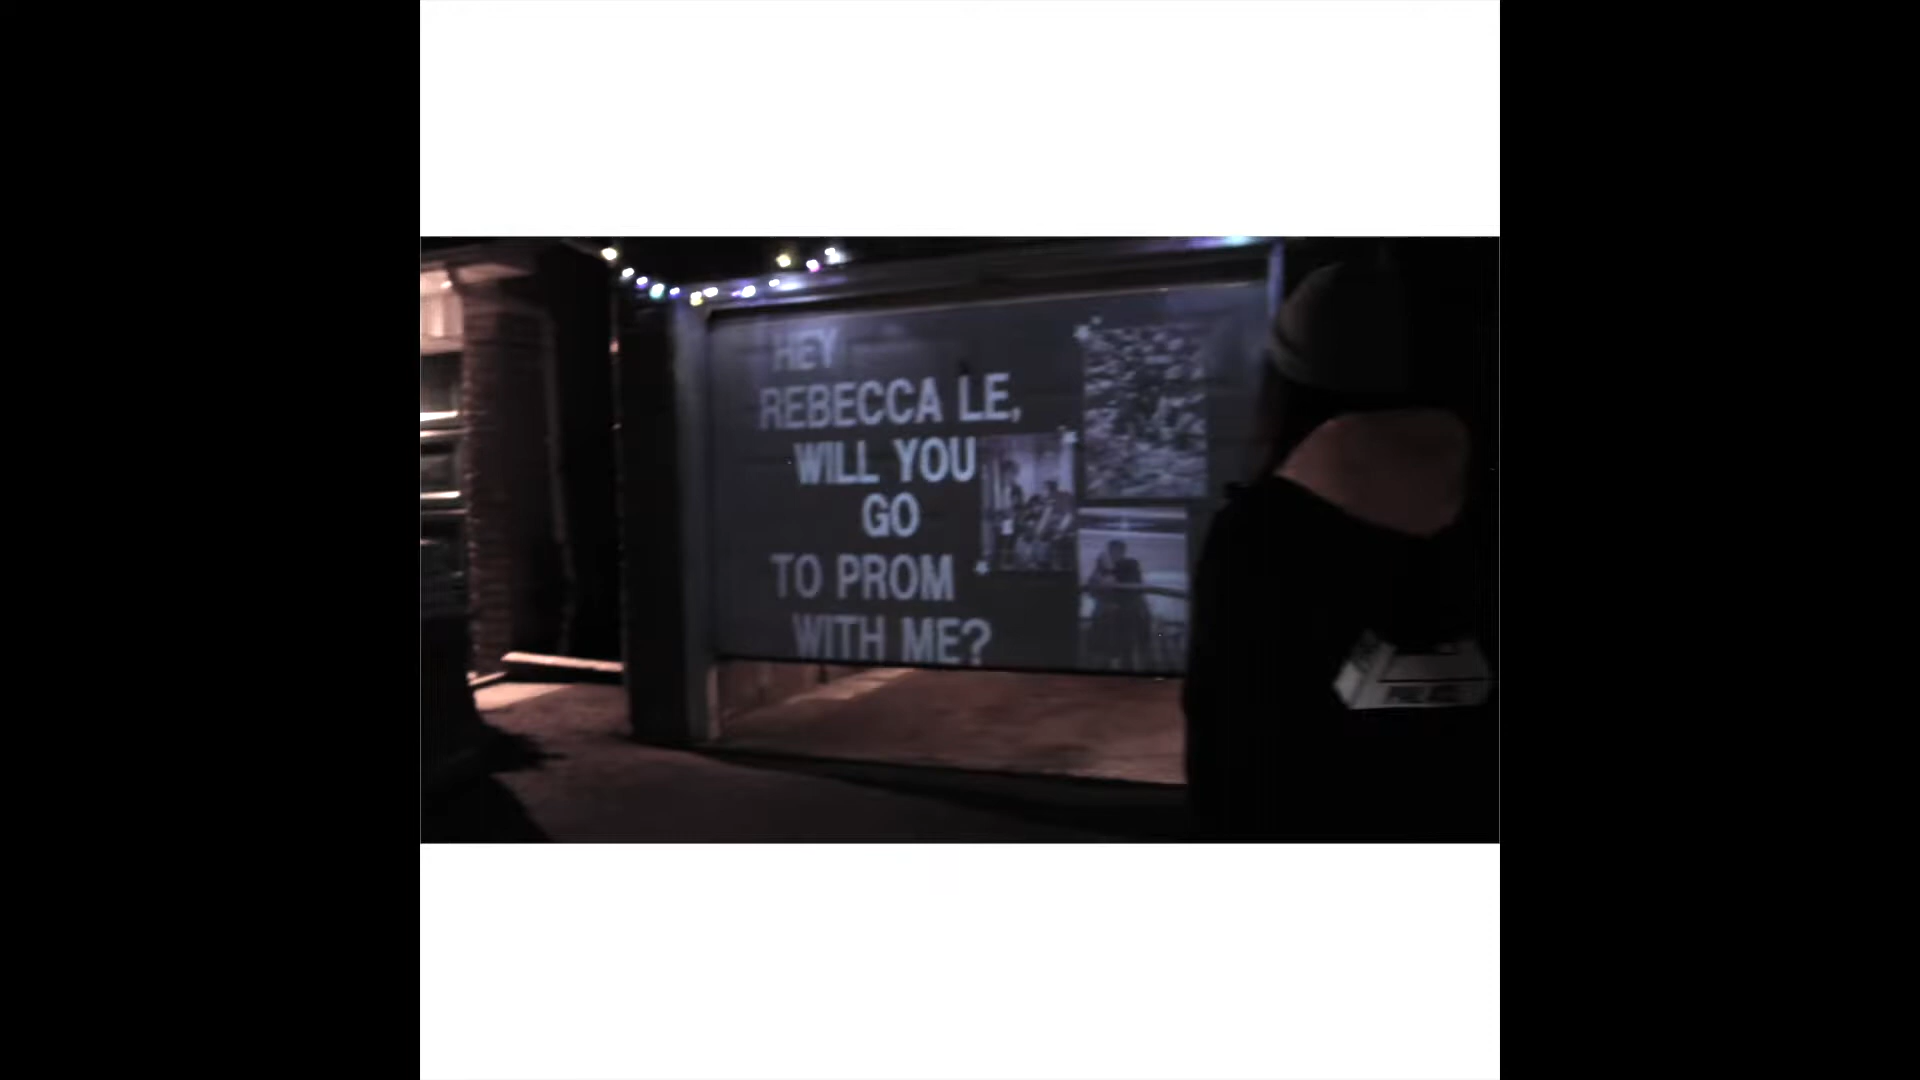 HEY
REBECCA LE,
WILL YOU
GO
TO PROM
WITH ME?